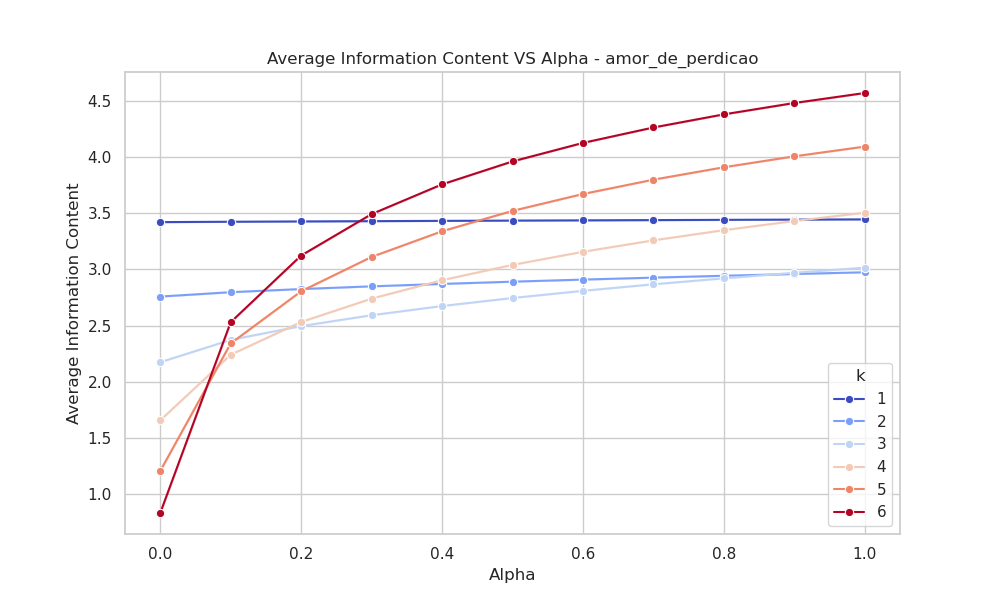 Average Information Content VS Alpha - amor_de_perdicao
Average Information Content
4.5
4.0
3.5
3.0
2.5
2.0
1.5
1.0
0.0 0.2 0.4 0.6 0.8 1.0
Alpha
k
1
2
3
4
5
6